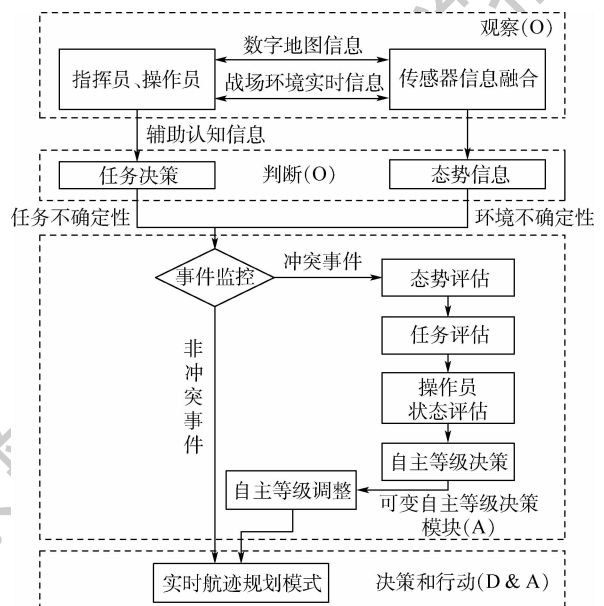 观察(O)
数字地图信息
指挥员、操作员
战场环境实时信息
传感器信息融合
辅助认知信息
任务决策
判断(O)
态势信息
任务不确定性
环境不确定性
事件监控
冲突事件
态势评估
任务评估
非冲突事件
操作员
状态评估
自主等级决策
自主等级调整
可变自主等级决策
模块(A)
实时航迹规划模式
决策和行动(D & A)